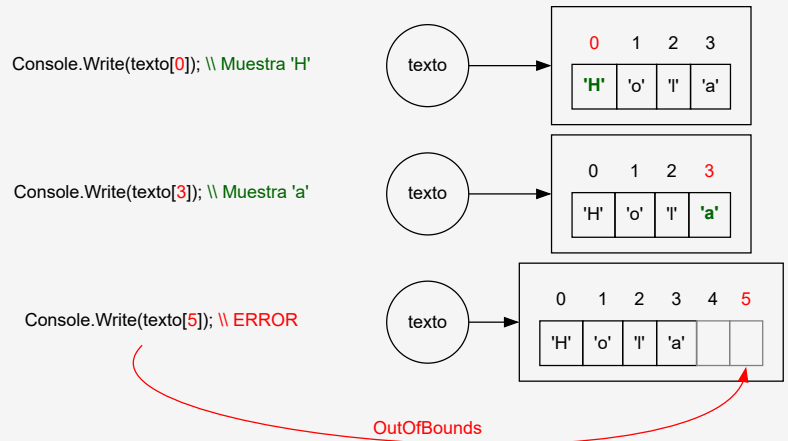 0 1 2 3
Console.Write(texto[0]); \\ Muestra 'H' texto 'H' 'o' 'l' 'a'
0 1 2 3
Console.Write(texto[3]); \\ Muestra 'a' texto 'H' 'o' 'l' 'a'
0 1 2 3 4 5
Console.Write(texto[5]); \\ ERROR texto 'H' 'o' 'l' 'a'
OutOfBounds